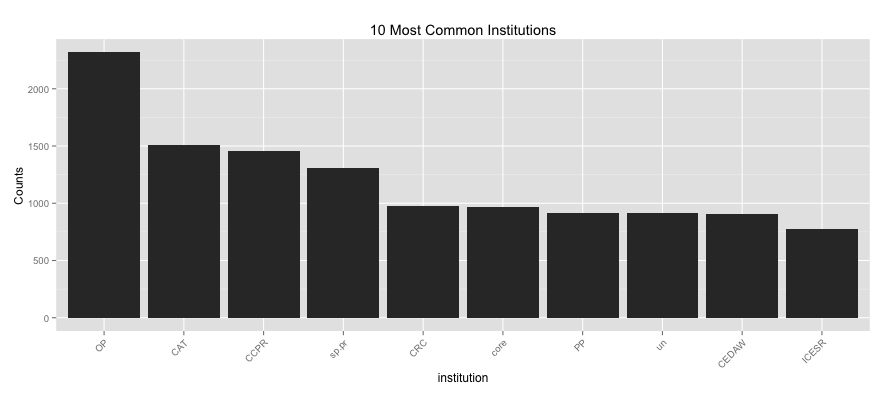 10 Most Common Institutions
Counts
2000
1500
1000
500
0
OP
CAT
CCPR
sp.pr
CRC
core
PP
un
CEDAW
ICESR
institution